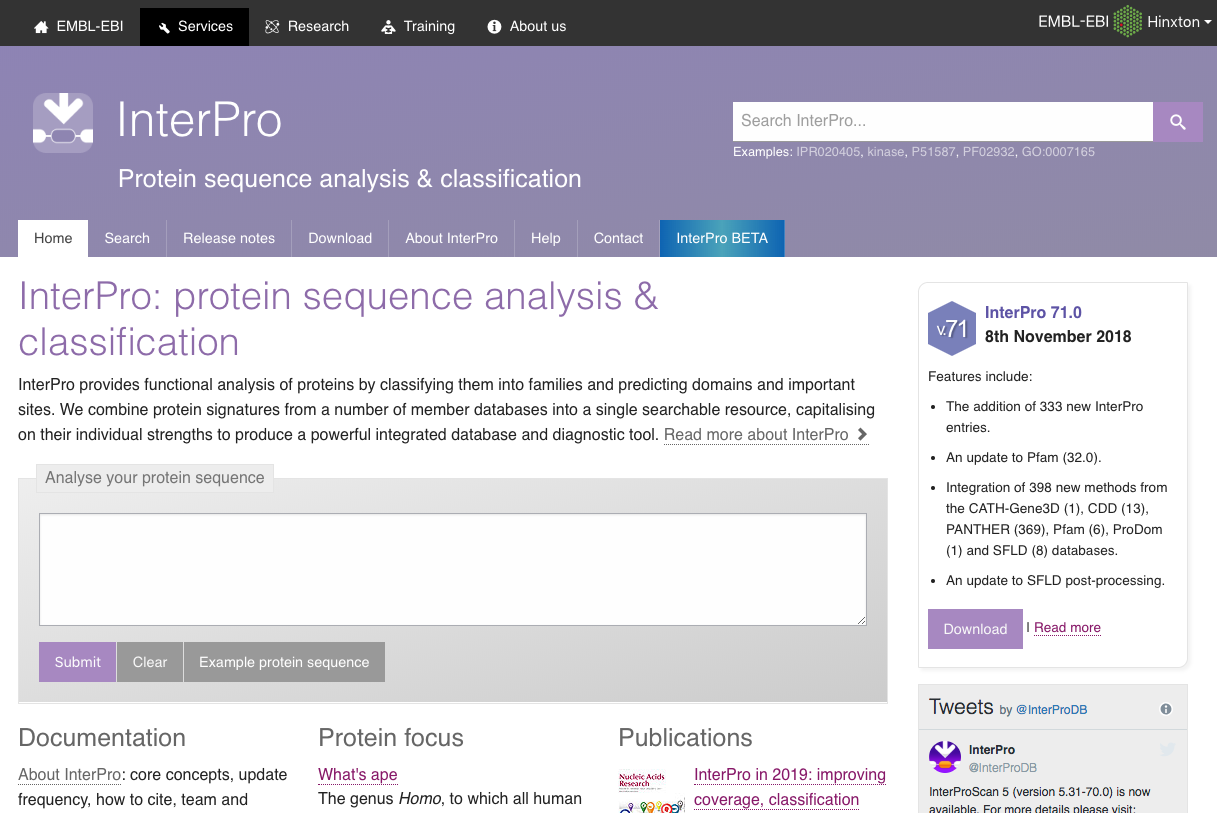 EMBL-EBI
Services
Research
Training
About us
EMBL-EBI
Hinxton
InterPro
Protein sequence analysis & classification
Search InterPro...
Examples: IPR020405, kinase, P51587, PF02932, GO:0007165
Home
Search
Release notes
Download
About InterPro
Help
Contact
InterPro BETA
InterPro: protein sequence analysis &
classification
InterPro provides functional analysis of proteins by classifying them into families and predicting domains and important
sites. We combine protein signatures from a number of member databases into a single searchable resource, capitalising
on their individual strengths to produce a powerful integrated database and diagnostic tool. Read more about InterPro
Analyse your protein sequence
Submit
Clear
Example protein sequence
Documentation
About InterPro: core concepts, update
frequency, how to cite, team and
Protein focus
What's ape
The genus Homo, to which all human
Publications
Nucleic Acids
Research
InterPro in 2019: improving
coverage, classification
v.71
InterPro 71.0
8th November 2018
Features include:
• The addition of 333 new InterPro
entries.
• An update to Pfam (32.0).
• Integration of 398 new methods from
the CATH-Gene3D (1), CDD (13),
PANTHER (369), Pfam (6), ProDom
(1) and SFLD (8) databases.
• An update to SFLD post-processing.
Download | Read more
Tweets by @InterProDB
InterPro
@InterProDB
InterProScan 5 (version 5.31-70.0) is now
available. For more details please visit: